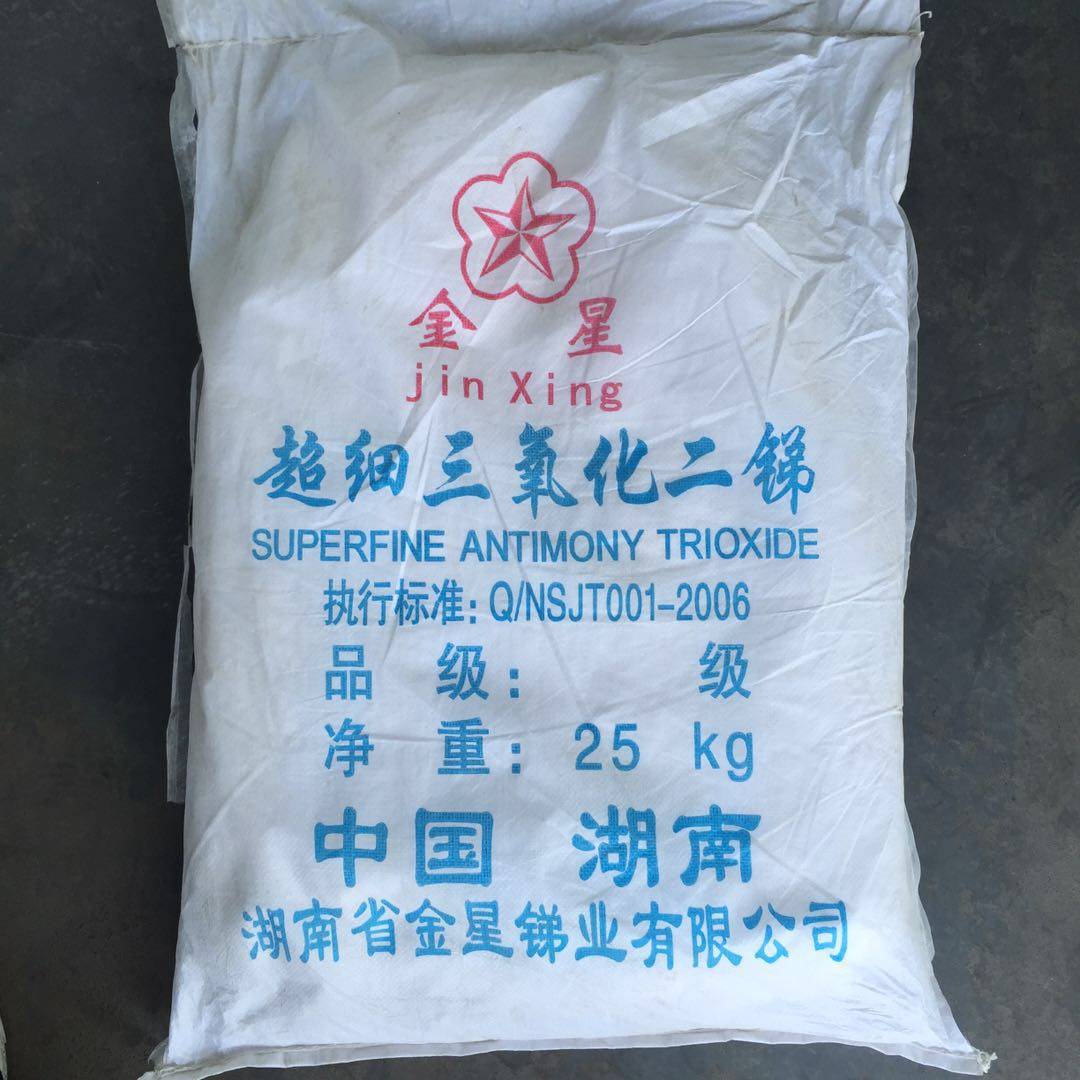 金星
jin Xing
超细三氧化二锑
SUPERFINE ANTIMONY TRIOXIDE
执行标准: Q/NSJT001-2006
品级: 级
净重: 25 kg
中国 湖南
湖南省金星锑业有限公司